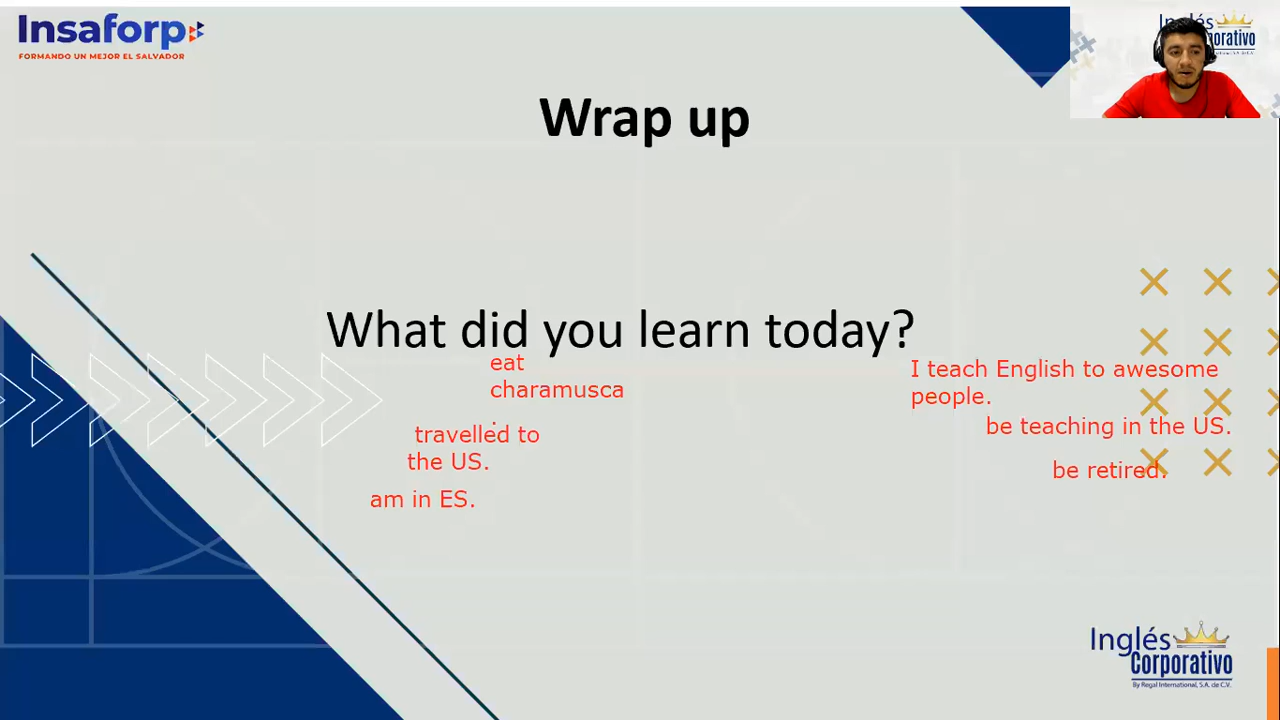 Insaforp
FORMANDO UN MEJOR EL SALVADOR
Inglés
orativo
Wrap up
What did you learn today?
eat
charamusca
.
travelled to
the US.
am in ES.
I teach English to awesome
people.
be teaching in the US.
be retired.
Inglés
Corporativo
By Regal International, S.A. de C.V.